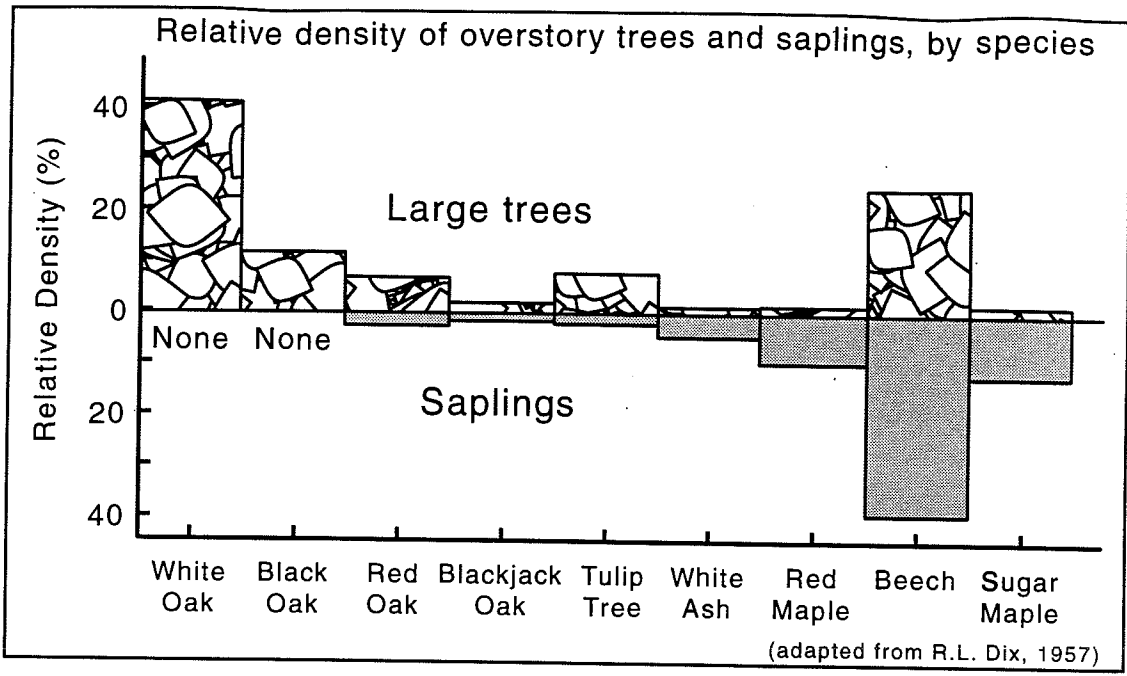 Relative density of overstory trees and saplings, by species
Relative Density (%)
40
20
0
20
40
Large trees
None None
Saplings
White Oak
Black Oak
Red Oak
Blackjack Oak
Tulip Tree
White Ash
Red Maple
Beech
Sugar Maple
(adapted from R.L. Dix, 1957)